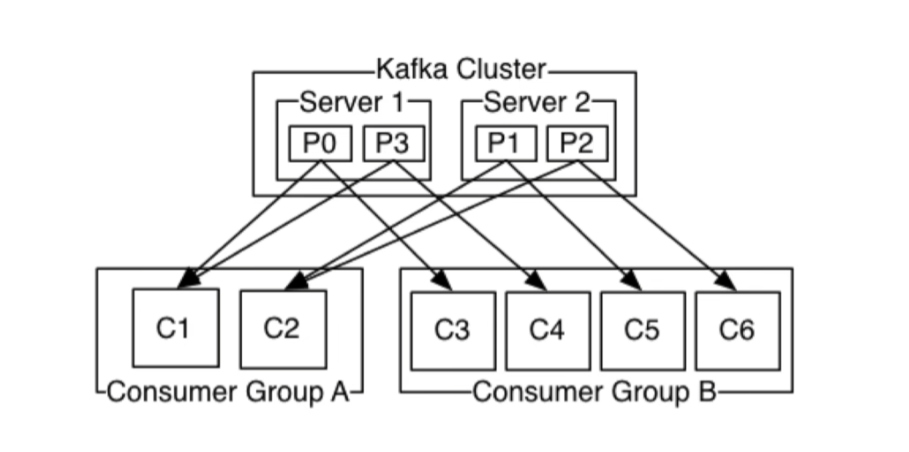 Kafka Cluster
Server 1 Server 2
P0 P3 P1 P2
C1 C2 C3 C4 C5 C6
Consumer Group A Consumer Group B